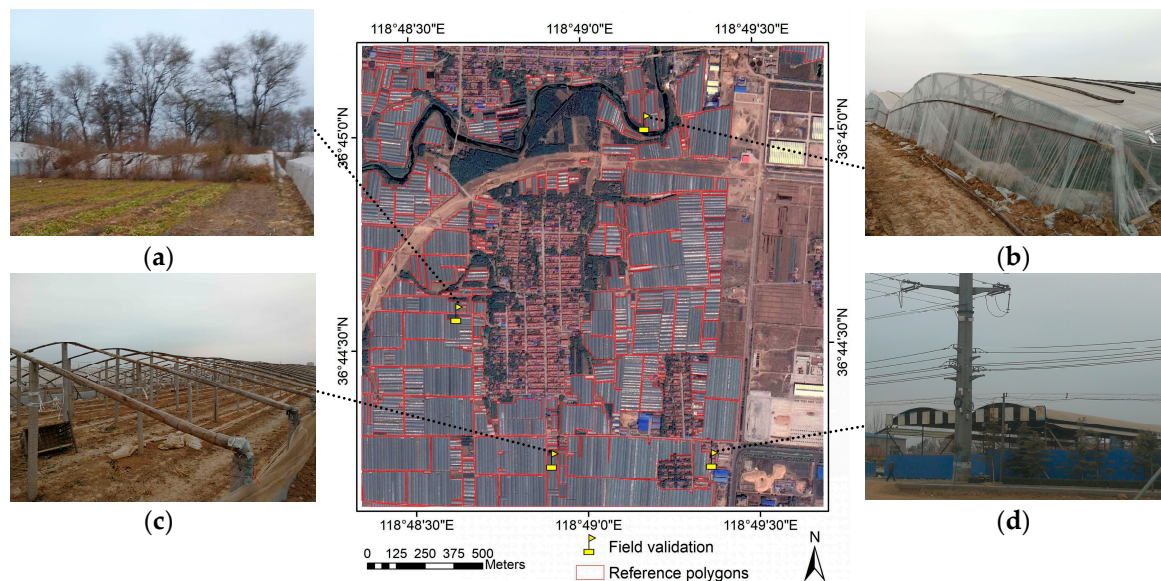 118°48'30"E 118°49'0"E 118°49'30"E
36°45'0"N 36°45'0"N
(a) (b)
36°44'30"N 36°44'30"N
(c) (d)
118°48'30"E 118°49'0"E 118°49'30"E
N
0 125 250 375 500
Meters
Field validation
Reference polygons